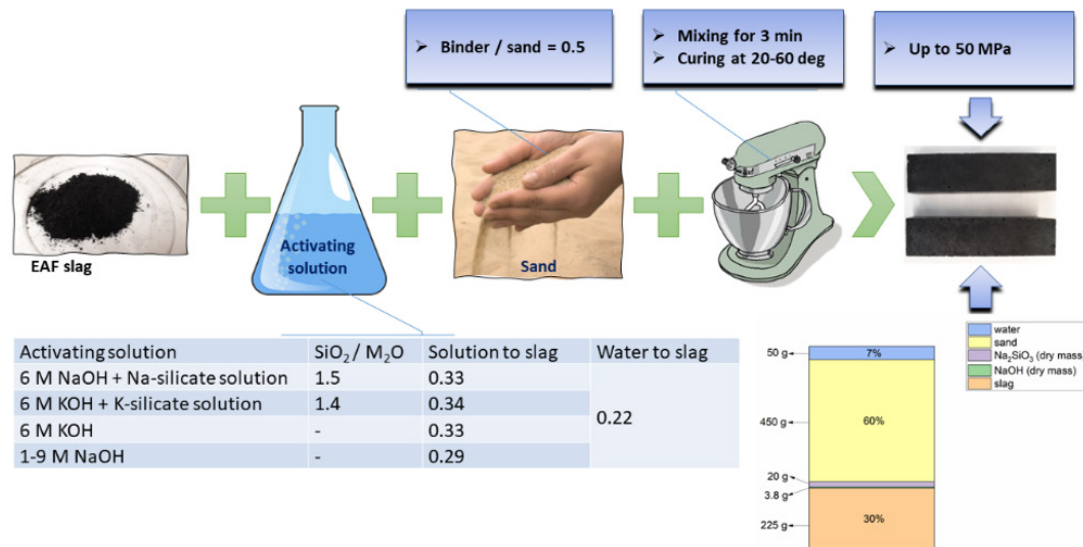 ➢ Binder / sand = 0.5
➢ Mixing for 3 min
➢ Curing at 20-60 deg
➢ Up to 50 MPa
EAF slag
Activating
solution
Sand
Activating solution SiO₂ / M₂O Solution to slag Water to slag
6 M NaOH + Na-silicate solution 1.5 0.33
6 M KOH + K-silicate solution 1.4 0.34
0.22
6 M KOH - 0.33
1-9 M NaOH - 0.29
water
sand
Na₂SiO₃ (dry mass)
NaOH (dry mass)
slag
50 g 7%
450 g 60%
20 g
3.8 g
225 g 30%